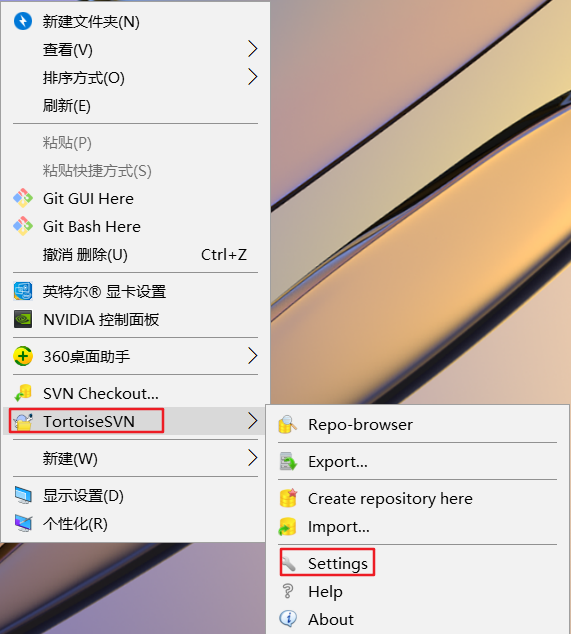 新建文件夹(N)
查看(V)
排序方式(O)
刷新(E)
粘贴(P)
粘贴快捷方式(S)
Git GUI Here
Git Bash Here
撤消 删除(U) Ctrl+Z
英特尔® 显卡设置
NVIDIA 控制面板
360桌面助手
SVN Checkout...
TortoiseSVN
新建(W)
显示设置(D)
个性化(R)
Repo-browser
Export...
Create repository here
Import...
Settings
Help
About